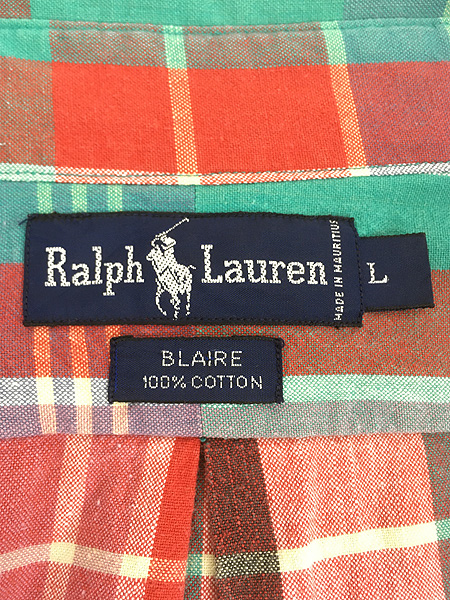 Ralph Lauren
MADE IN MAURITIUS
L
BLAIRE
100% COTTON